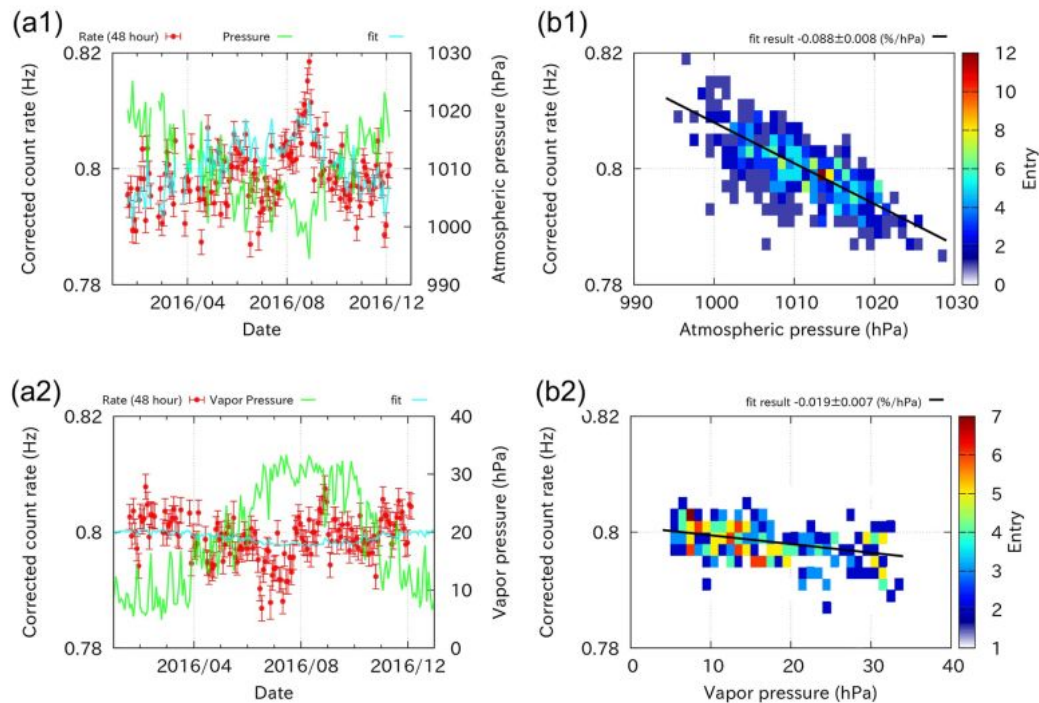 (a1)
Rate (48 hour) Pressure fit
0.82
0.8
0.78
Corrected count rate (Hz)
1030
1020
1010
1000
990
Atmospheric pressure (hPa)
2016/04 2016/08 2016/12
Date
(b1)
fit result -0.088±0.008 (%/hPa)
0.82
0.8
0.78
Corrected count rate (Hz)
990 1000 1010 1020 1030
Atmospheric pressure (hPa)
12
10
8
6
4
2
0
Entry
(a2)
Rate (48 hour) Vapor Pressure fit
0.82
0.8
0.78
Corrected count rate (Hz)
40
30
20
10
0
Vapor pressure (hPa)
2016/04 2016/08 2016/12
Date
(b2)
fit result -0.019±0.007 (%/hPa)
0.82
0.8
0.78
Corrected count rate (Hz)
0 10 20 30 40
Vapor pressure (hPa)
7
6
5
4
3
2
1
Entry